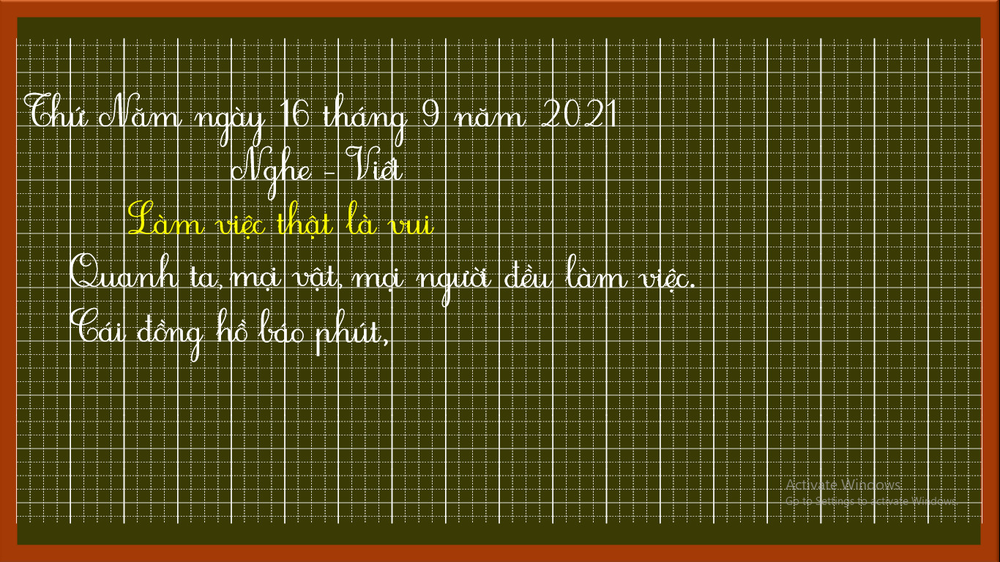 Thứ Năm ngày 16 tháng 9 năm 2021
Nghe - Viết
Làm việc thật là vui
Quanh ta, mọi vật, mọi người đều làm việc.
Cái đồng hồ báo phút,
Activate Windows
Go to Settings to activate Windows.